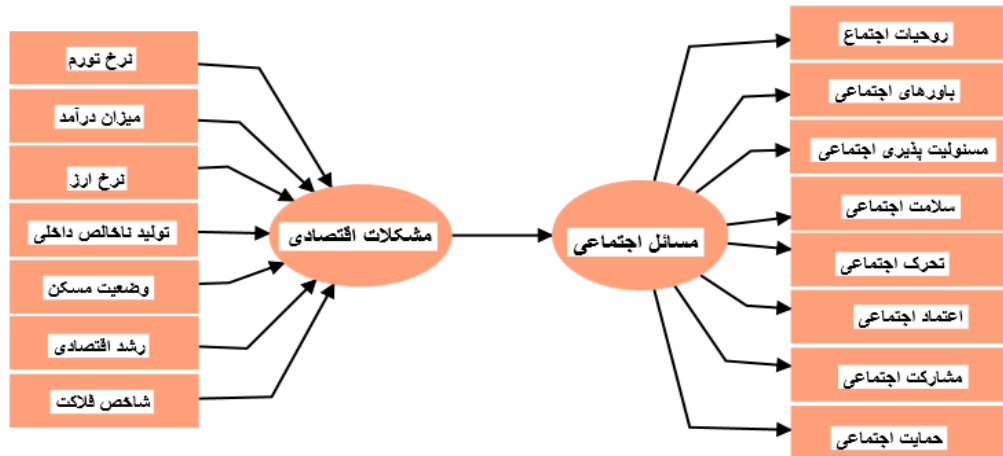 نرخ تورم
میزان درآمد
نرخ ارز
تولید ناخالص داخلی
وضعیت مسکن
رشد اقتصادی
شاخص فلاکت
مشکلات اقتصادی
مسائل اجتماعی
روحیات اجتماع
باورهای اجتماعی
مسئولیت پذیری اجتماعی
سلامت اجتماعی
تحرک اجتماعی
اعتماد اجتماعی
مشارکت اجتماعی
حمایت اجتماعی